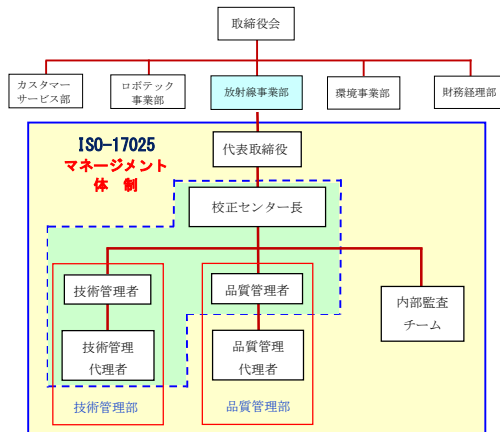 取締役会
カスタマー
サービス部
ロボテック
事業部
放射線事業部
環境事業部
財務経理部
ISO-17025
マネージメント
体 制
代表取締役
校正センター長
技術管理者
品質管理者
内部監査
チーム
技術管理
代理者
品質管理
代理者
技術管理部
品質管理部